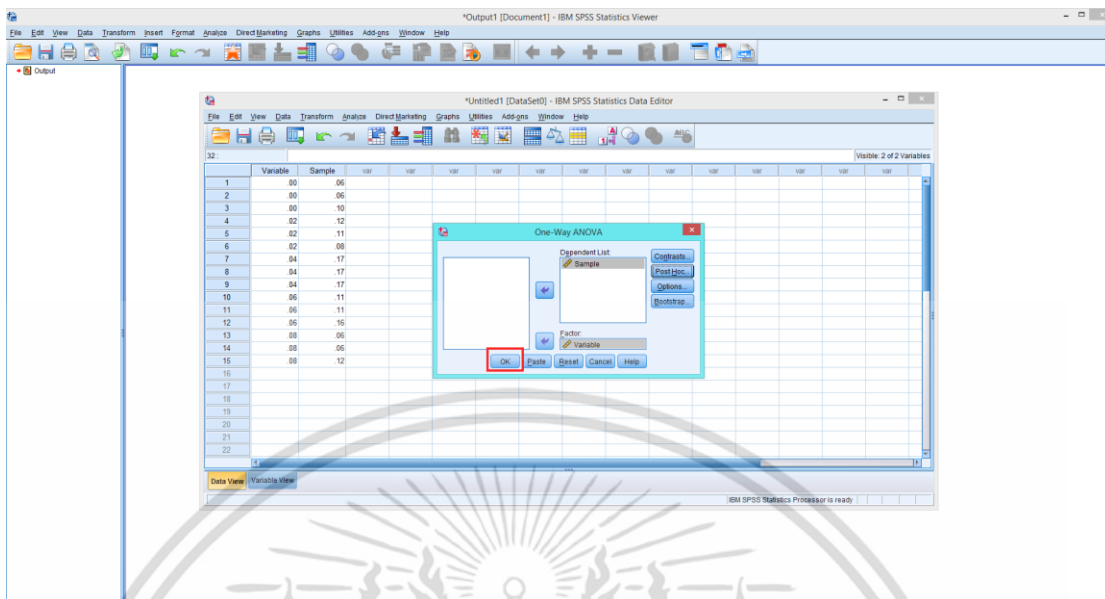 *Output1 [Document1] - IBM SPSS Statistics Viewer
File Edit View Data Transform Insert Format Analyze Direct Marketing Graphs Utilities Add-ons Window Help
Output
*Untitled1 [DataSet0] - IBM SPSS Statistics Data Editor
File Edit View Data Transform Analyze Direct Marketing Graphs Utilities Add-ons Window Help
32 :
Visible: 2 of 2 Variables
Variable Sample var var var var var var var var var var var var var
1 .00 .06
2 .00 .06
3 .00 .10
4 .02 .12
5 .02 .11
6 .02 .08
7 .04 .17
8 .04 .17
9 .04 .17
10 .06 .11
11 .06 .11
12 .06 .16
13 .08 .06
14 .08 .06
15 .08 .12
16
17
18
19
20
21
22
One-Way ANOVA
Dependent List:
Sample
Contrasts...
Post Hoc...
Options...
Bootstrap...
Factor:
Variable
OK Paste Reset Cancel Help
Data View Variable View
IBM SPSS Statistics Processor is ready